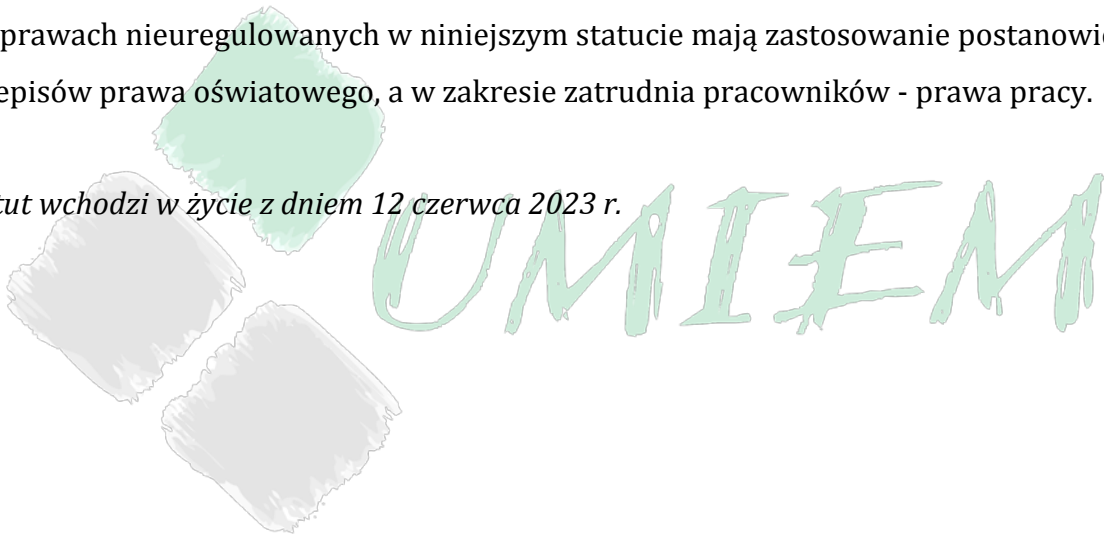 prawach nieuregulowanych w niniejszym statucie mają zastosowanie postanowi
episów prawa oświatowego, a w zakresie zatrudnia pracowników - prawa pracy.
tut wchodzi w życie z dniem 12 czerwca 2023 r.
UMIEM